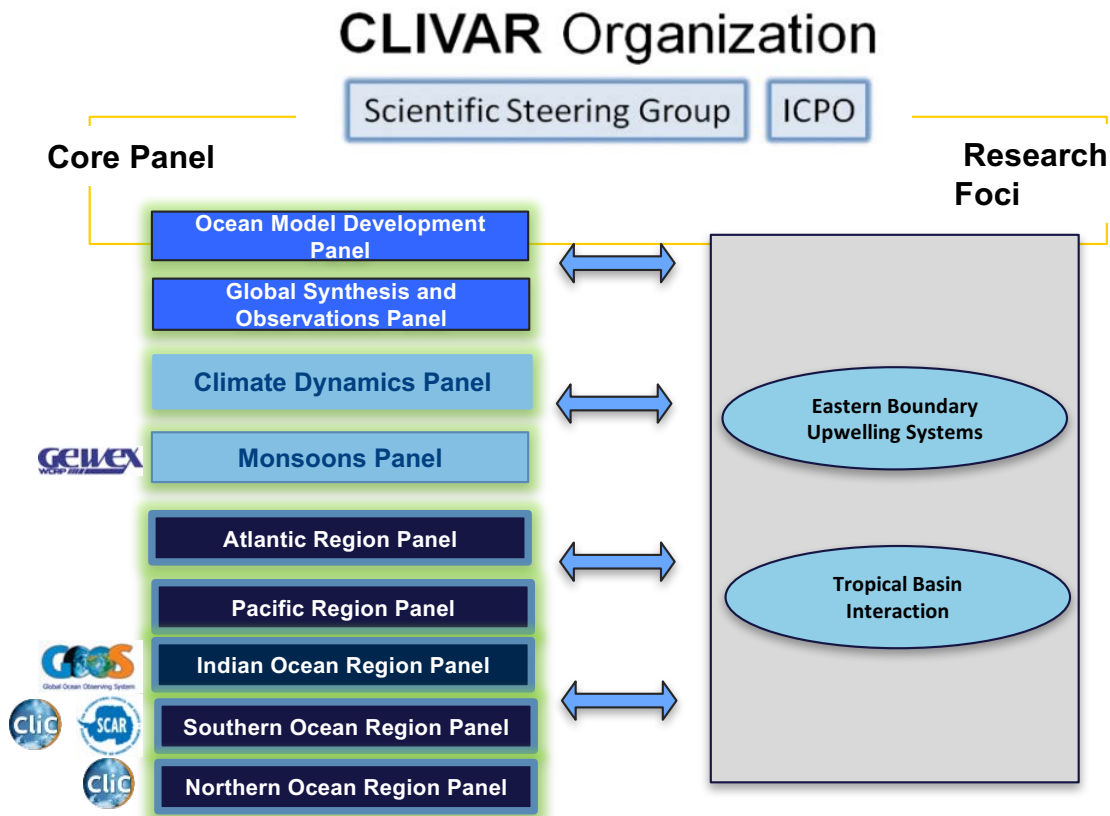 CLIVAR Organization
Scientific Steering Group
ICPO
Core Panel
Research
Foci
Ocean Model Development
Panel
Global Synthesis and
Observations Panel
Climate Dynamics Panel
GEWEX
WCRP
Monsoons Panel
Atlantic Region Panel
Pacific Region Panel
GOOS
Global Ocean Observing System
Indian Ocean Region Panel
Clic
SCAR
Southern Ocean Region Panel
Clic
Northern Ocean Region Panel
Eastern Boundary
Upwelling Systems
Tropical Basin
Interaction